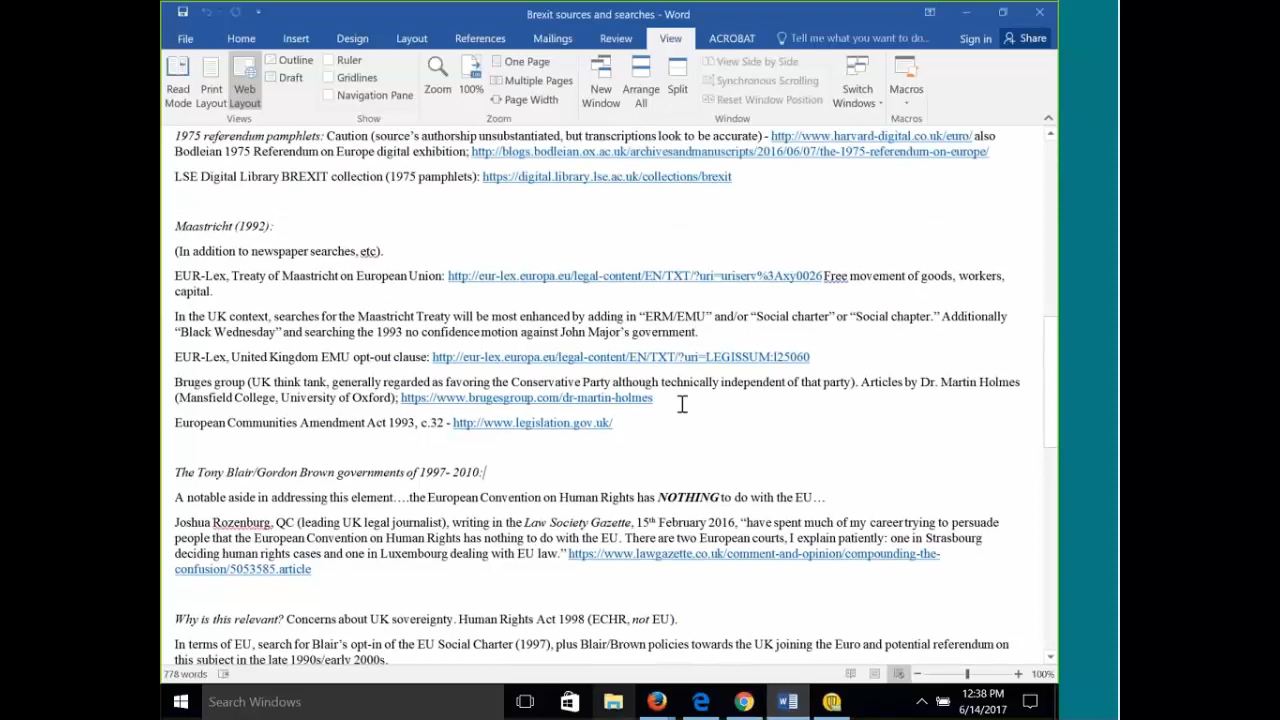 Brexit sources and searches - Word
File Home Insert Design Layout References Mailings Review View ACROBAT Tell me what you want to do... Sign in Share
Read Mode
Print Layout
Web Layout
Outline
Draft
Views
Ruler
Gridlines
Navigation Pane
Show
Zoom
100%
One Page
Multiple Pages
Page Width
Zoom
New Window
Arrange All
Split
View Side by Side
Synchronous Scrolling
Reset Window Position
Window
Switch Windows
Macros
Macros
1975 referendum pamphlets: Caution (source's authorship unsubstantiated, but transcriptions look to be accurate) - http://www.harvard-digital.co.uk/euro/ also
Bodleian 1975 Referendum on Europe digital exhibition; http://blogs.bodleian.ox.ac.uk/archivesandmanuscripts/2016/06/07/the-1975-referendum-on-europe/
LSE Digital Library BREXIT collection (1975 pamphlets): https://digital.library.lse.ac.uk/collections/brexit
Maastricht (1992):
(In addition to newspaper searches, etc).
EUR-Lex, Treaty of Maastricht on European Union: http://eur-lex.europa.eu/legal-content/EN/TXT/?uri=uriserv%3Axy0026 Free movement of goods, workers,
capital.
In the UK context, searches for the Maastricht Treaty will be most enhanced by adding in "ERM/EMU" and/or "Social charter" or "Social chapter." Additionally
"Black Wednesday" and searching the 1993 no confidence motion against John Major's government.
EUR-Lex, United Kingdom EMU opt-out clause: http://eur-lex.europa.eu/legal-content/EN/TXT/?uri=LEGISSUM:l25060
Bruges group (UK think tank, generally regarded as favoring the Conservative Party although technically independent of that party). Articles by Dr. Martin Holmes
(Mansfield College, University of Oxford); https://www.brugesgroup.com/dr-martin-holmes
European Communities Amendment Act 1993, c.32 - http://www.legislation.gov.uk/
The Tony Blair/Gordon Brown governments of 1997- 2010:
A notable aside in addressing this element….the European Convention on Human Rights has NOTHING to do with the EU…
Joshua Rozenburg, QC (leading UK legal journalist), writing in the Law Society Gazette, 15th February 2016, "have spent much of my career trying to persuade
people that the European Convention on Human Rights has nothing to do with the EU. There are two European courts, I explain patiently: one in Strasbourg
deciding human rights cases and one in Luxembourg dealing with EU law." https://www.lawgazette.co.uk/comment-and-opinion/compounding-the-
confusion/5053585.article
Why is this relevant? Concerns about UK sovereignty. Human Rights Act 1998 (ECHR, not EU).
In terms of EU, search for Blair's opt-in of the EU Social Charter (1997), plus Blair/Brown policies towards the UK joining the Euro and potential referendum on
this subject in the late 1990s/early 2000s.
778 words
100%
Search Windows
12:38 PM
6/14/2017